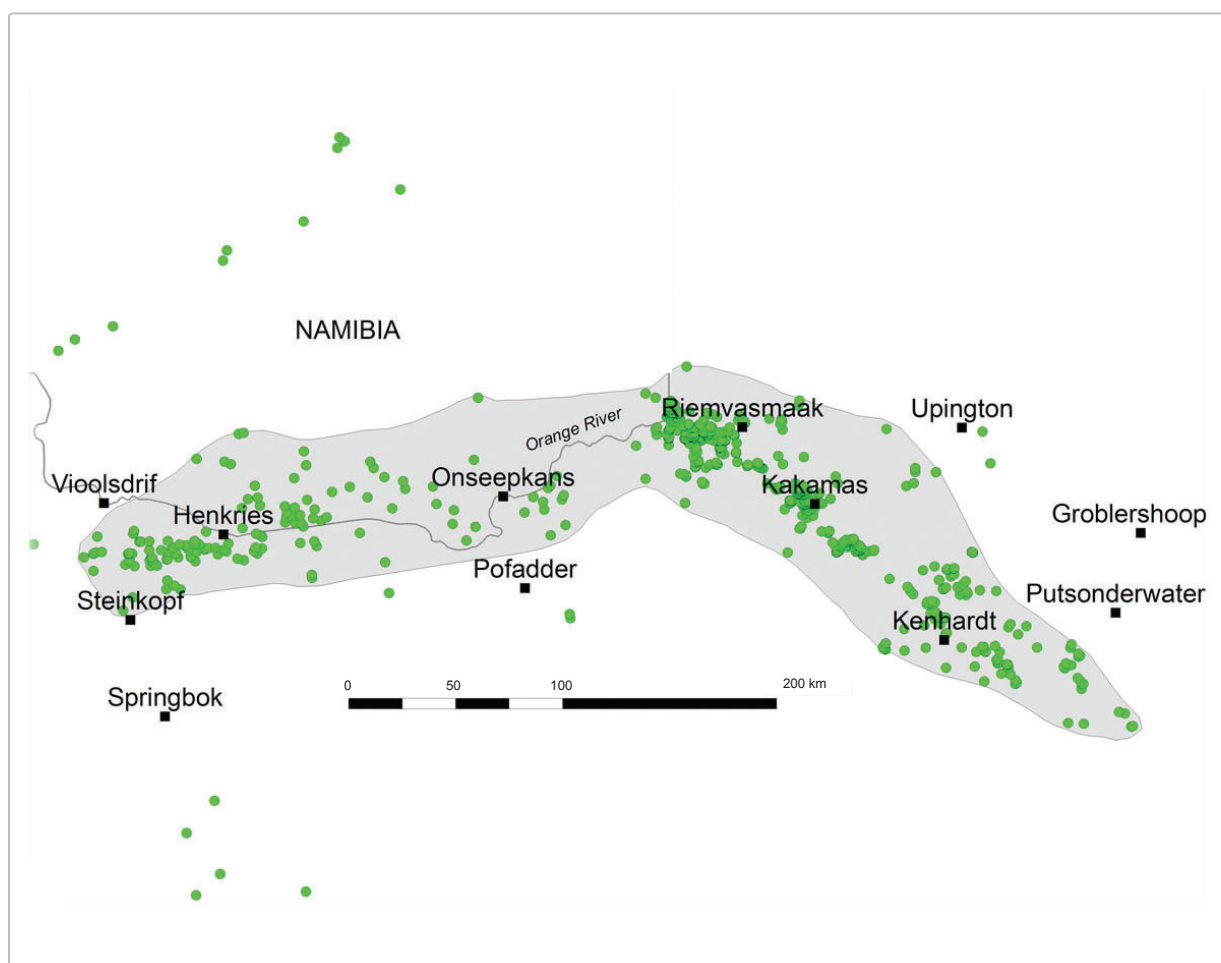 NAMIBIA
Orange River
Riemvasmaak
Upington
Vioolsdrif
Onseepkans
Kakamas
Henkries
Groblershoop
Pofadder
Steinkopf
Putsonderwater
Kenhardt
Springbok
0 50 100 200 km